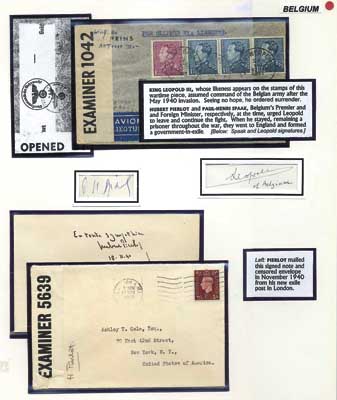 BELGIUM
OPENED
EXAMINER 1042
KING LEOPOLD III, whose likeness appears on the stamps of this
wartime piece, assumed command of the Belgian army after the
May 1940 invasion. Seeing no hope, he ordered surrender.
HUBERT PIERLOT and PAUL-HENRI SPAAK, Belgium's Premier and
Foreign Minister, respectively, at the time, urged Leopold
to leave and continue the fight. When he stayed, remaining a
prisoner throughout the war, they went to England and formed
a government-in-exile. [Below: Spaak and Leopold signatures.]
Leopold
of Belgium
Left: PIERLOT mailed
this signed note and
censored envelope
in November 1940
from his new exile
post in London.
EXAMINER 5639
H. Pierlot
Ashley T. Cole, Esq.,
30 East 42nd Street,
New York, N. Y.,
United States of America.